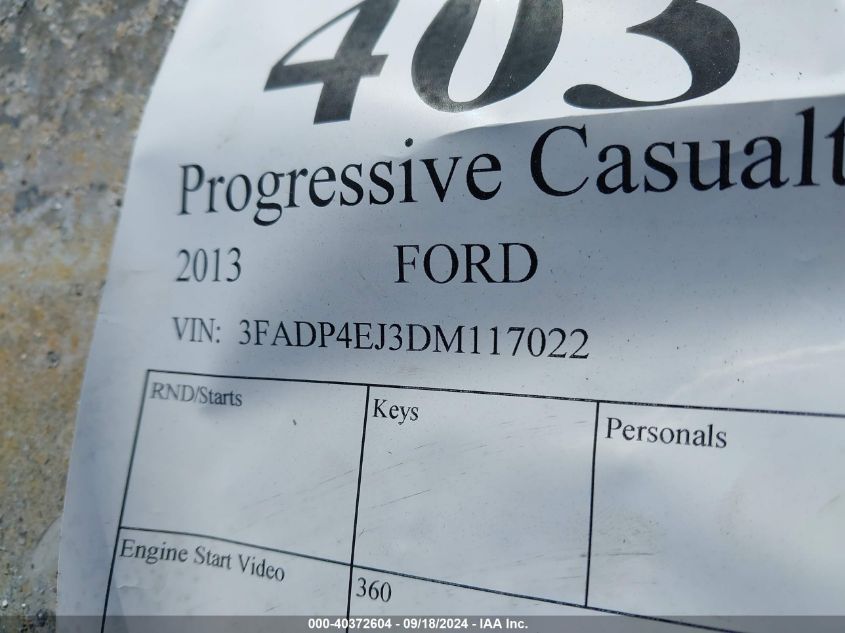 403
Progressive Casualt
2013 FORD
VIN: 3FADP4EJ3DM117022
RND/Starts Keys Personals
Engine Start Video 360
000-40372604 - 09/18/2024 - IAA Inc.